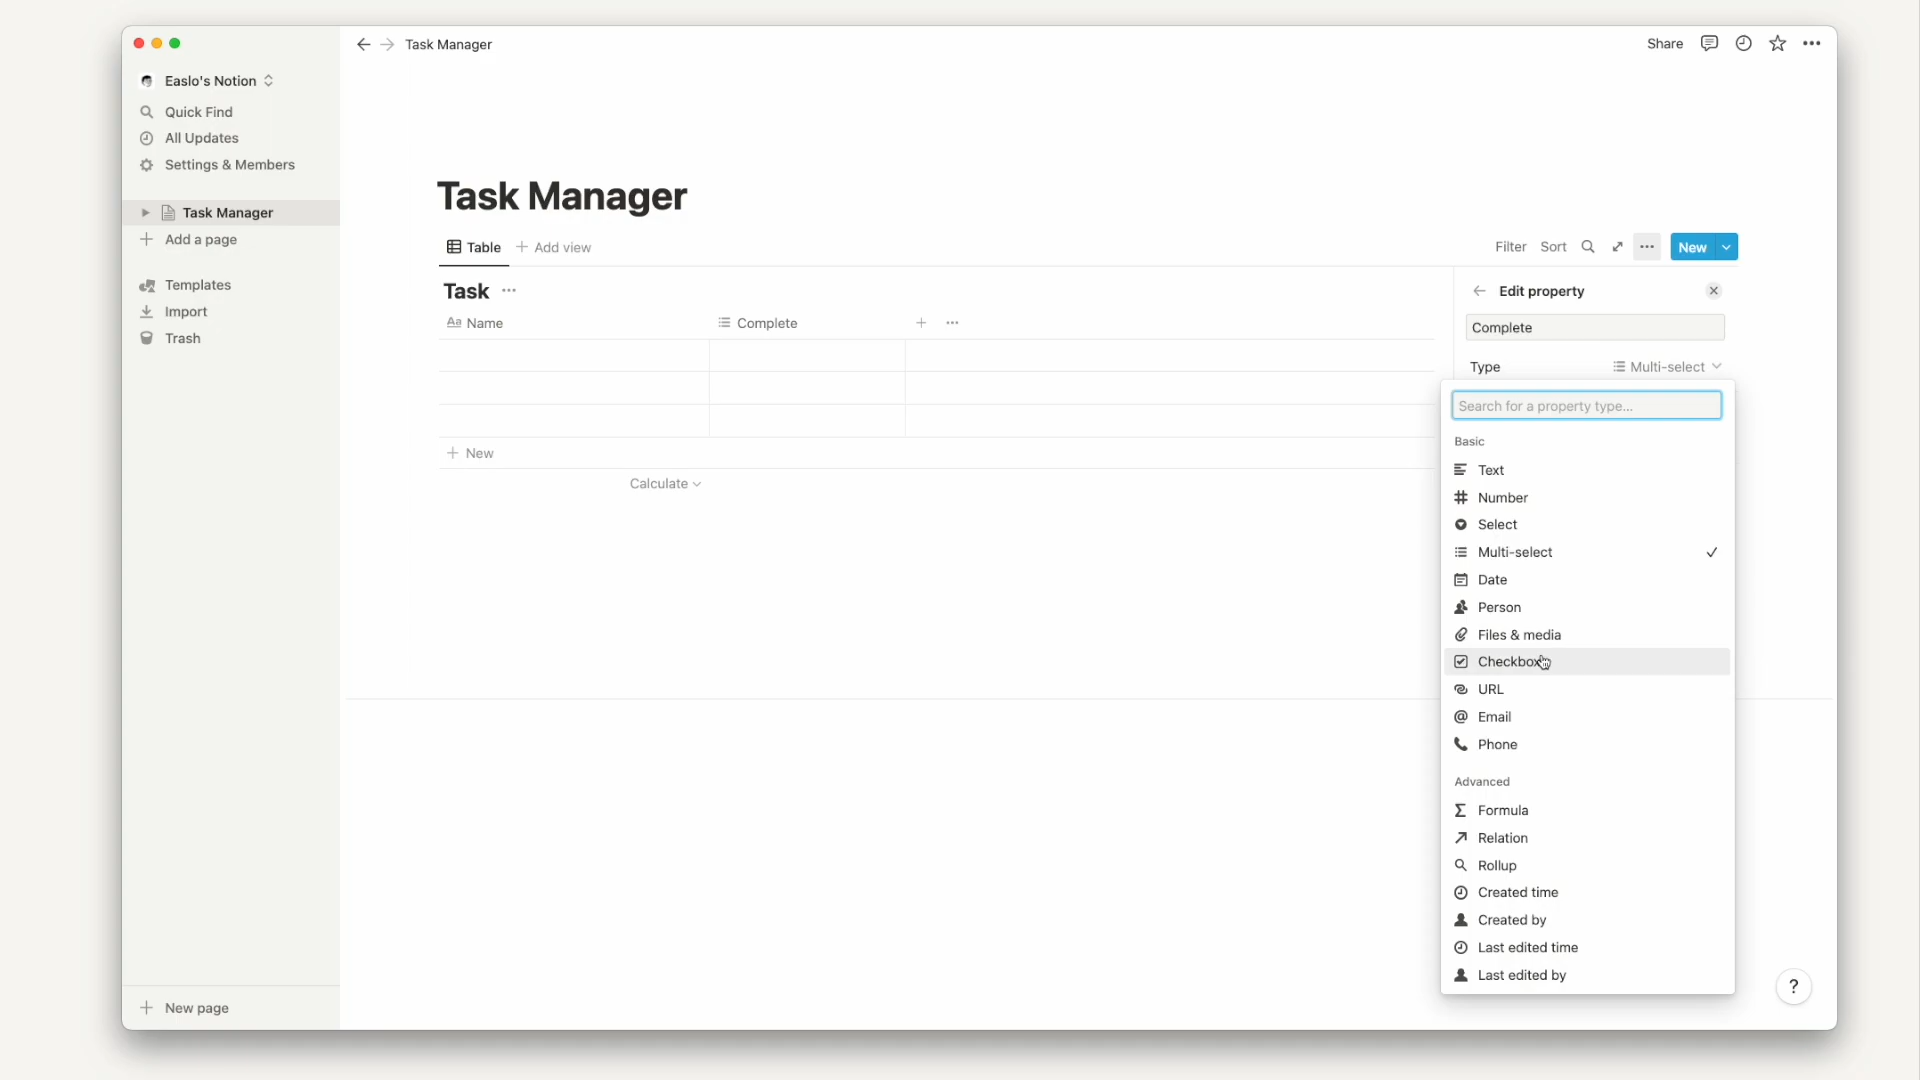 Task Manager
Share
Easlo's Notion
Quick Find
All Updates
Settings & Members
Task Manager
Add a page
Templates
Import
Trash
New page
Task Manager
Table
Add view
Filter
Sort
New
Task
Aa Name
Complete
New
Calculate
Edit property
Complete
Type
Multi-select
Search for a property type...
Basic
Text
Number
Select
Multi-select
Date
Person
Files & media
Checkbox
URL
Email
Phone
Advanced
Formula
Relation
Rollup
Created time
Created by
Last edited time
Last edited by
?